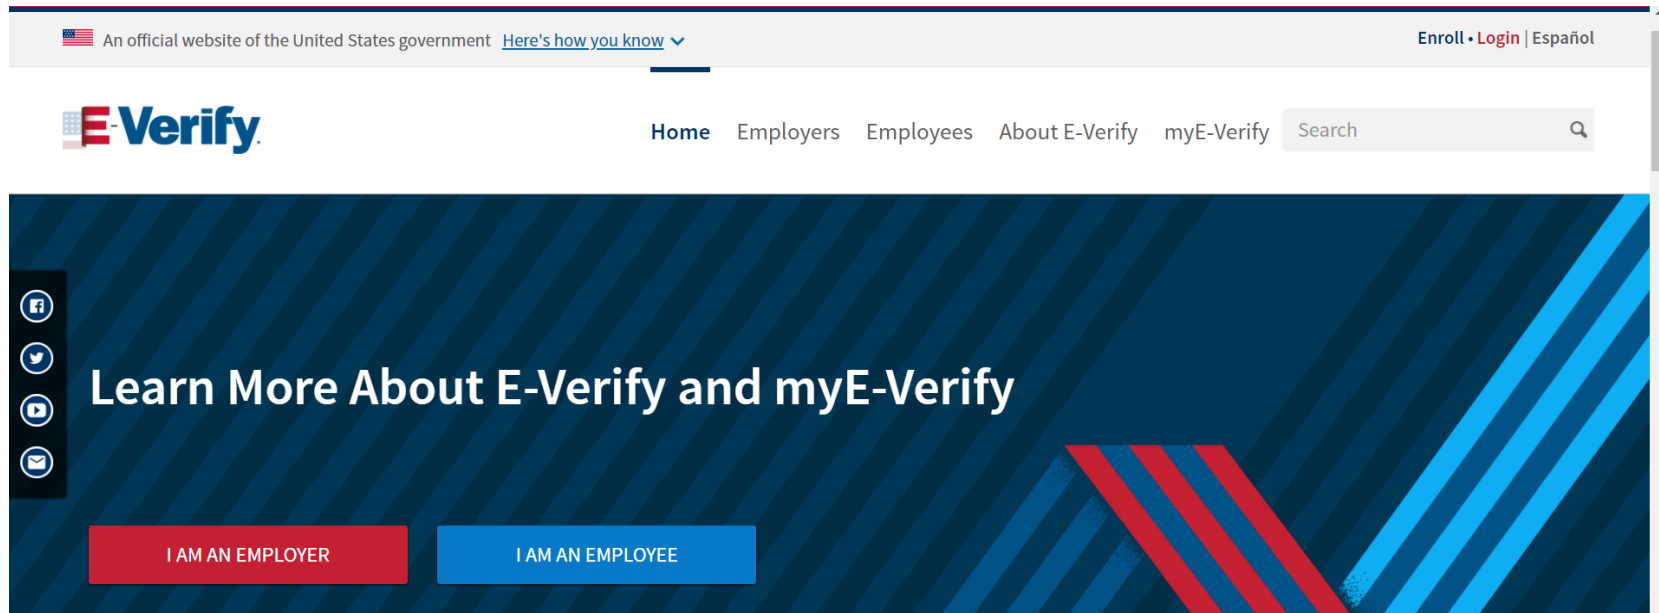 An official website of the United States government Here's how you know
Enroll • Login | Español
E-Verify.
Home Employers Employees About E-Verify myE-Verify Search
Learn More About E-Verify and myE-Verify
I AM AN EMPLOYER I AM AN EMPLOYEE